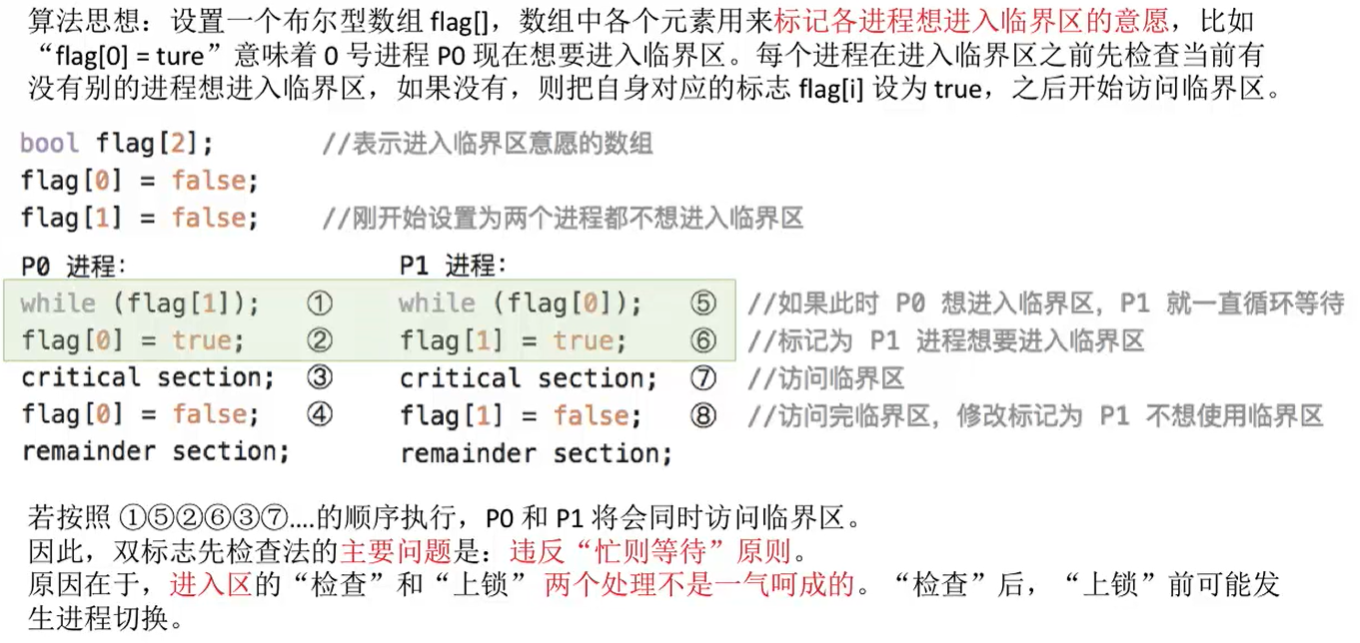 算法思想：设置一个布尔型数组 flag[]，数组中各个元素用来标记各进程想进入临界区的意愿，比如
“flag[0] = ture”意味着 0 号进程 P0 现在想要进入临界区。每个进程在进入临界区之前先检查当前有
没有别的进程想进入临界区，如果没有，则把自身对应的标志 flag[i] 设为 true，之后开始访问临界区。
bool flag[2]; //表示进入临界区意愿的数组
flag[0] = false;
flag[1] = false; //刚开始设置为两个进程都不想进入临界区
P0 进程： P1 进程：
while (flag[1]); ① while (flag[0]); ⑤ //如果此时 P0 想进入临界区，P1 就一直循环等待
flag[0] = true; ② flag[1] = true; ⑥ //标记为 P1 进程想要进入临界区
critical section; ③ critical section; ⑦ //访问临界区
flag[0] = false; ④ flag[1] = false; ⑧ //访问完临界区，修改标记为 P1 不想使用临界区
remainder section; remainder section;
若按照 ①⑤②⑥③⑦....的顺序执行，P0 和 P1 将会同时访问临界区。
因此，双标志先检查法的主要问题是：违反“忙则等待”原则。
原因在于，进入区的“检查”和“上锁” 两个处理不是一气呵成的。“检查”后，“上锁”前可能发
生进程切换。